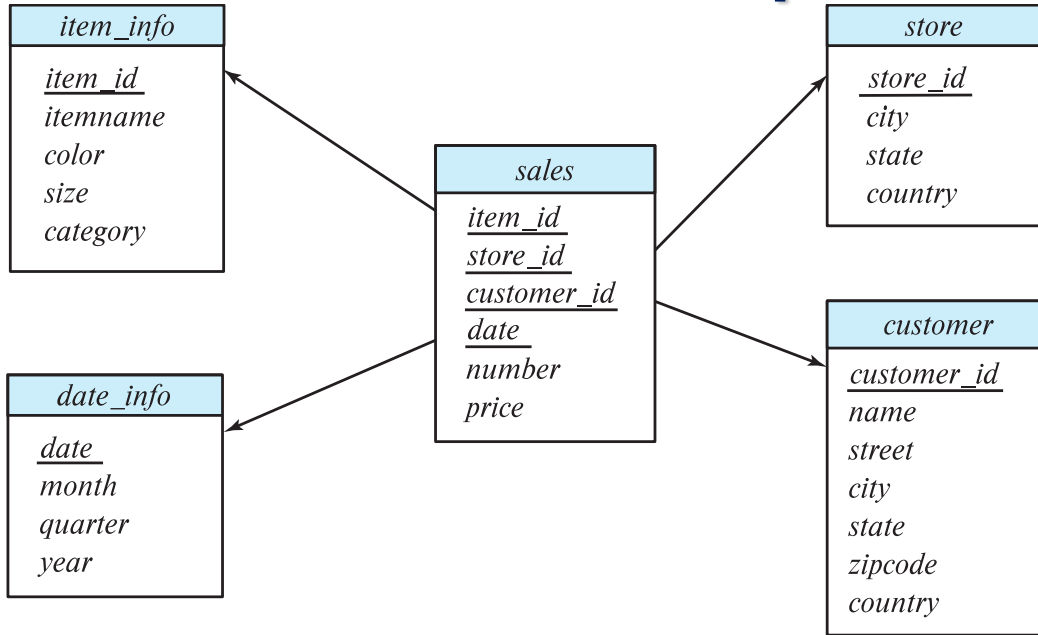 item_info
item_id
itemname
color
size
category
store
store_id
city
state
country
sales
item_id
store_id
customer_id
date
number
price
date_info
date
month
quarter
year
customer
customer_id
name
street
city
state
zipcode
country